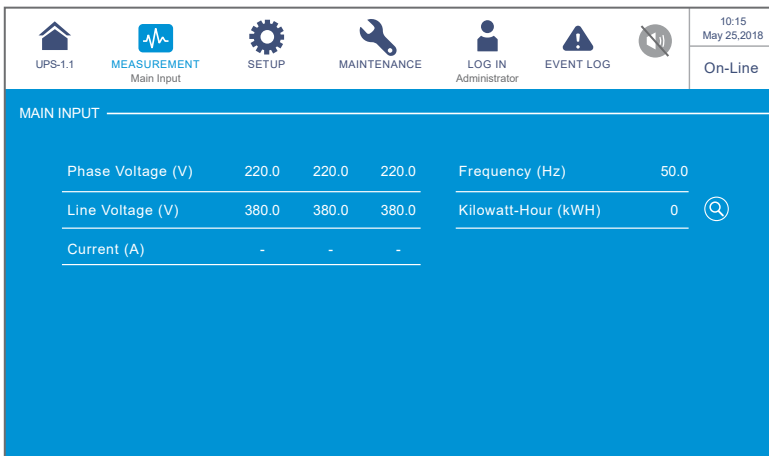 10:15
May 25,2018
UPS-1.1 MEASUREMENT SETUP MAINTENANCE LOG IN EVENT LOG
Main Input Administrator
On-Line
MAIN INPUT
Phase Voltage (V) 220.0 220.0 220.0 Frequency (Hz) 50.0
Line Voltage (V) 380.0 380.0 380.0 Kilowatt-Hour (kWH) 0
Current (A) - - -